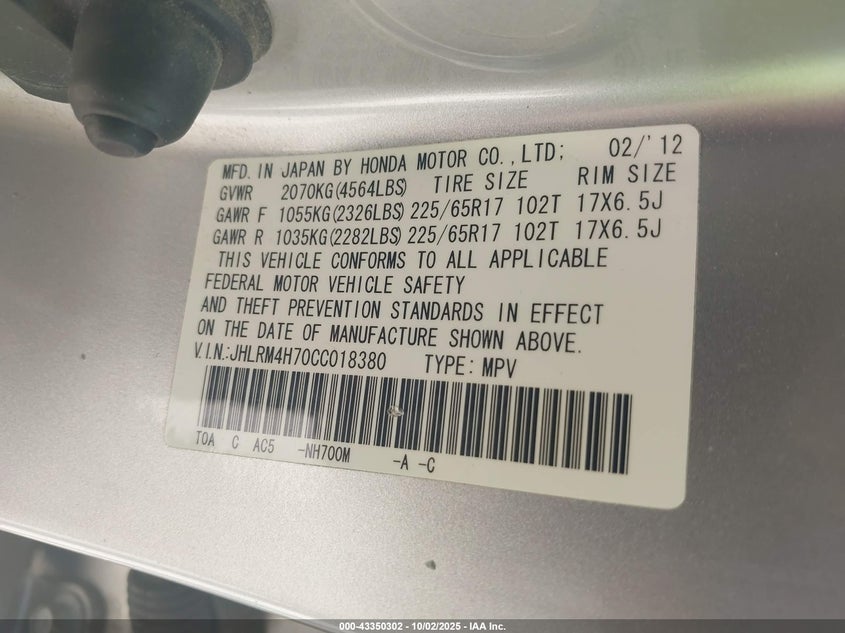 MFD. IN JAPAN BY HONDA MOTOR CO.,LTD; 02/'12
GVWR 2070KG(4564LBS) TIRE SIZE RIM SIZE
GAWR F 1055KG(2326LBS) 225/65R17 102T 17X6.5J
GAWR R 1035KG(2282LBS) 225/65R17 102T 17X6.5J
THIS VEHICLE CONFORMS TO ALL APPLICABLE
FEDERAL MOTOR VEHICLE SAFETY
AND THEFT PREVENTION STANDARDS IN EFFECT
ON THE DATE OF MANUFACTURE SHOWN ABOVE.
V.I.N.:JHLRM4H70CC018380 TYPE: MPV
T0A C AC5 -NH700M -A -C
000-43350302 - 10/02/2025 - IAA Inc.